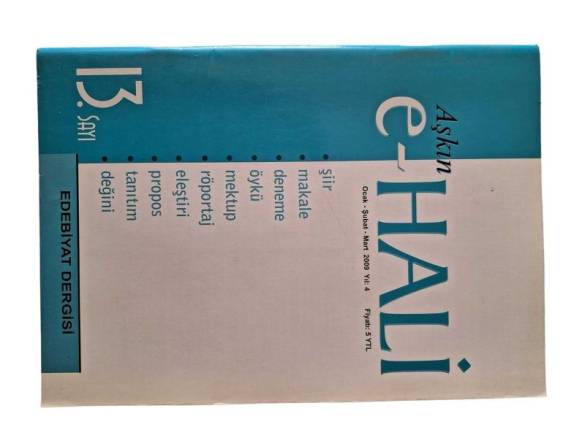 Aşkın
e-HALİ
Ocak - Şubat - Mart 2009 Yıl: 4 Fiyatı: 5 YTL
• şiir
• makale
• deneme
• öykü
• mektup
• röportaj
• eleştiri
• propos
• tanıtım
• değini
13. SAYI
EDEBİYAT DERGİSİ